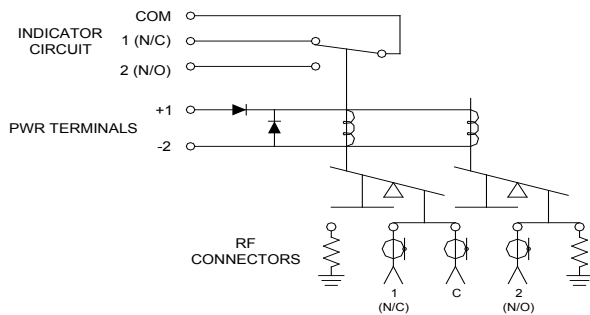 COM
INDICATOR
CIRCUIT
1 (N/C)
2 (N/O)
+1
PWR TERMINALS
-2
RF
CONNECTORS
1
(N/C)
C
2
(N/O)